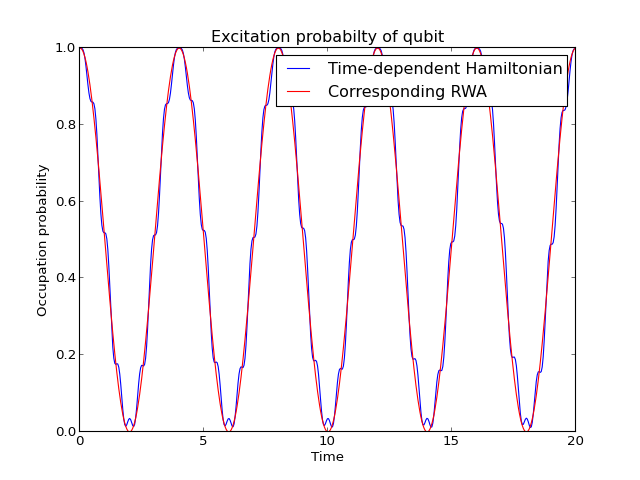 Excitation probabilty of qubit
Time-dependent Hamiltonian
Corresponding RWA
Occupation probability
1.0
0.8
0.6
0.4
0.2
0.0
0 5 10 15 20
Time